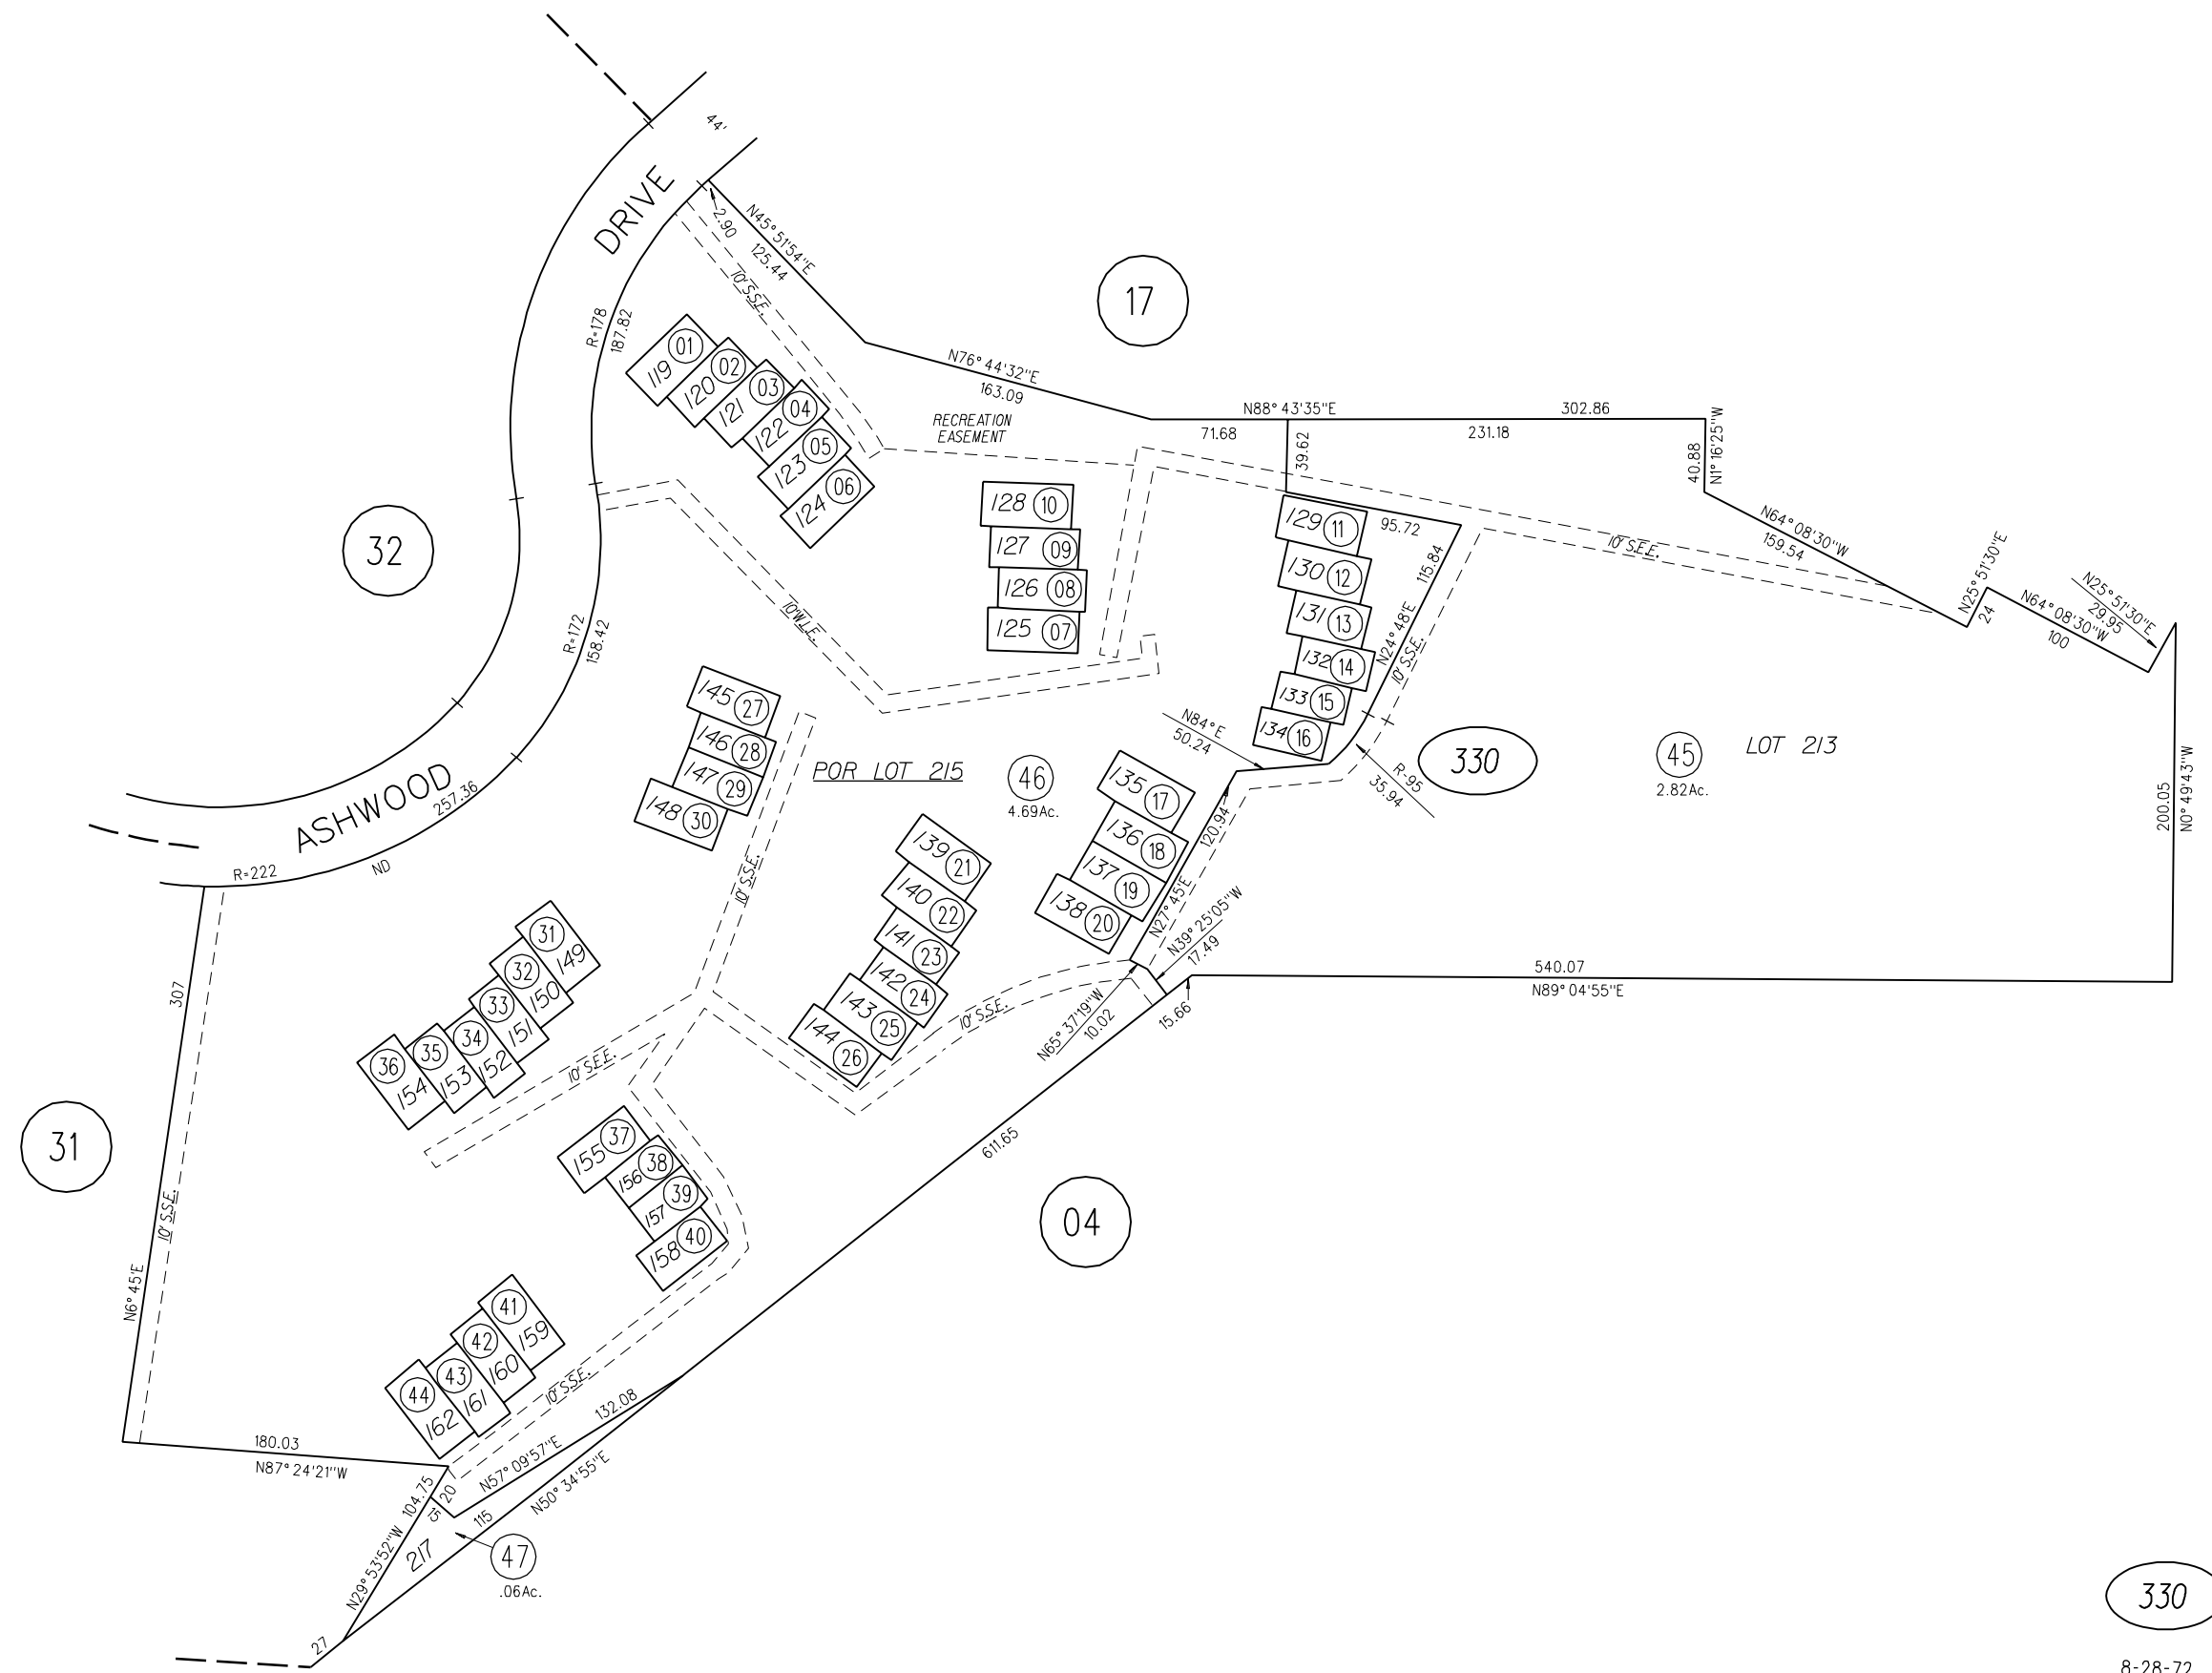 44'
DRIVE
2.90
N45°51'54"E
125.44
10' S.S.E.
17
R=178
187.82
01
119
02
120
03
121
04
122
05
123
06
124
N76°44'32"E
163.09
RECREATION
EASEMENT
N88°43'35"E
302.86
71.68
231.18
39.62
40.88
N1°16'25"W
32
128 10
127 09
126 08
125 07
129 11
130 12
131 13
132 14
133 15
134 16
95.72
115.84
N24°48'E
10' S.S.E.
10' S.E.E.
N64°08'30"W
159.54
N25°51'30"E
24
N64°08'30"W
100
N25°51'30"E
29.95
10' W.L.E.
R=172
158.42
145 27
146 28
147 29
148 30
POR LOT 215
46
4.69Ac.
N84°E
50.24
R-95
35.94
330
45
2.82Ac.
LOT 213
200.05
N0°49'43"W
ASHWOOD
257.36
R=222
ND
10' S.S.E.
135 17
136 18
137 19
138 20
120.94
N27°45'E
N39°25'05"W
17.49
139 21
140 22
141 23
142 24
143 25
144 26
10' S.S.E.
N65°37'19"W
10.02
15.66
540.07
N89°04'55"E
307
31
149
32
150
33
151
34
152
35
153
36
154
10' S.E.E.
31
10' S.S.E.
N6°45'E
155 37
156 38
157 39
158 40
611.65
04
41
159
42
160
43
161
44
162
10' S.S.E.
132.08
N57°09'57"E
N50°34'55"E
115
180.03
N87°24'21"W
104.75
N29°53'52"W
20
15
217
47
.06Ac.
27
330
8-28-72